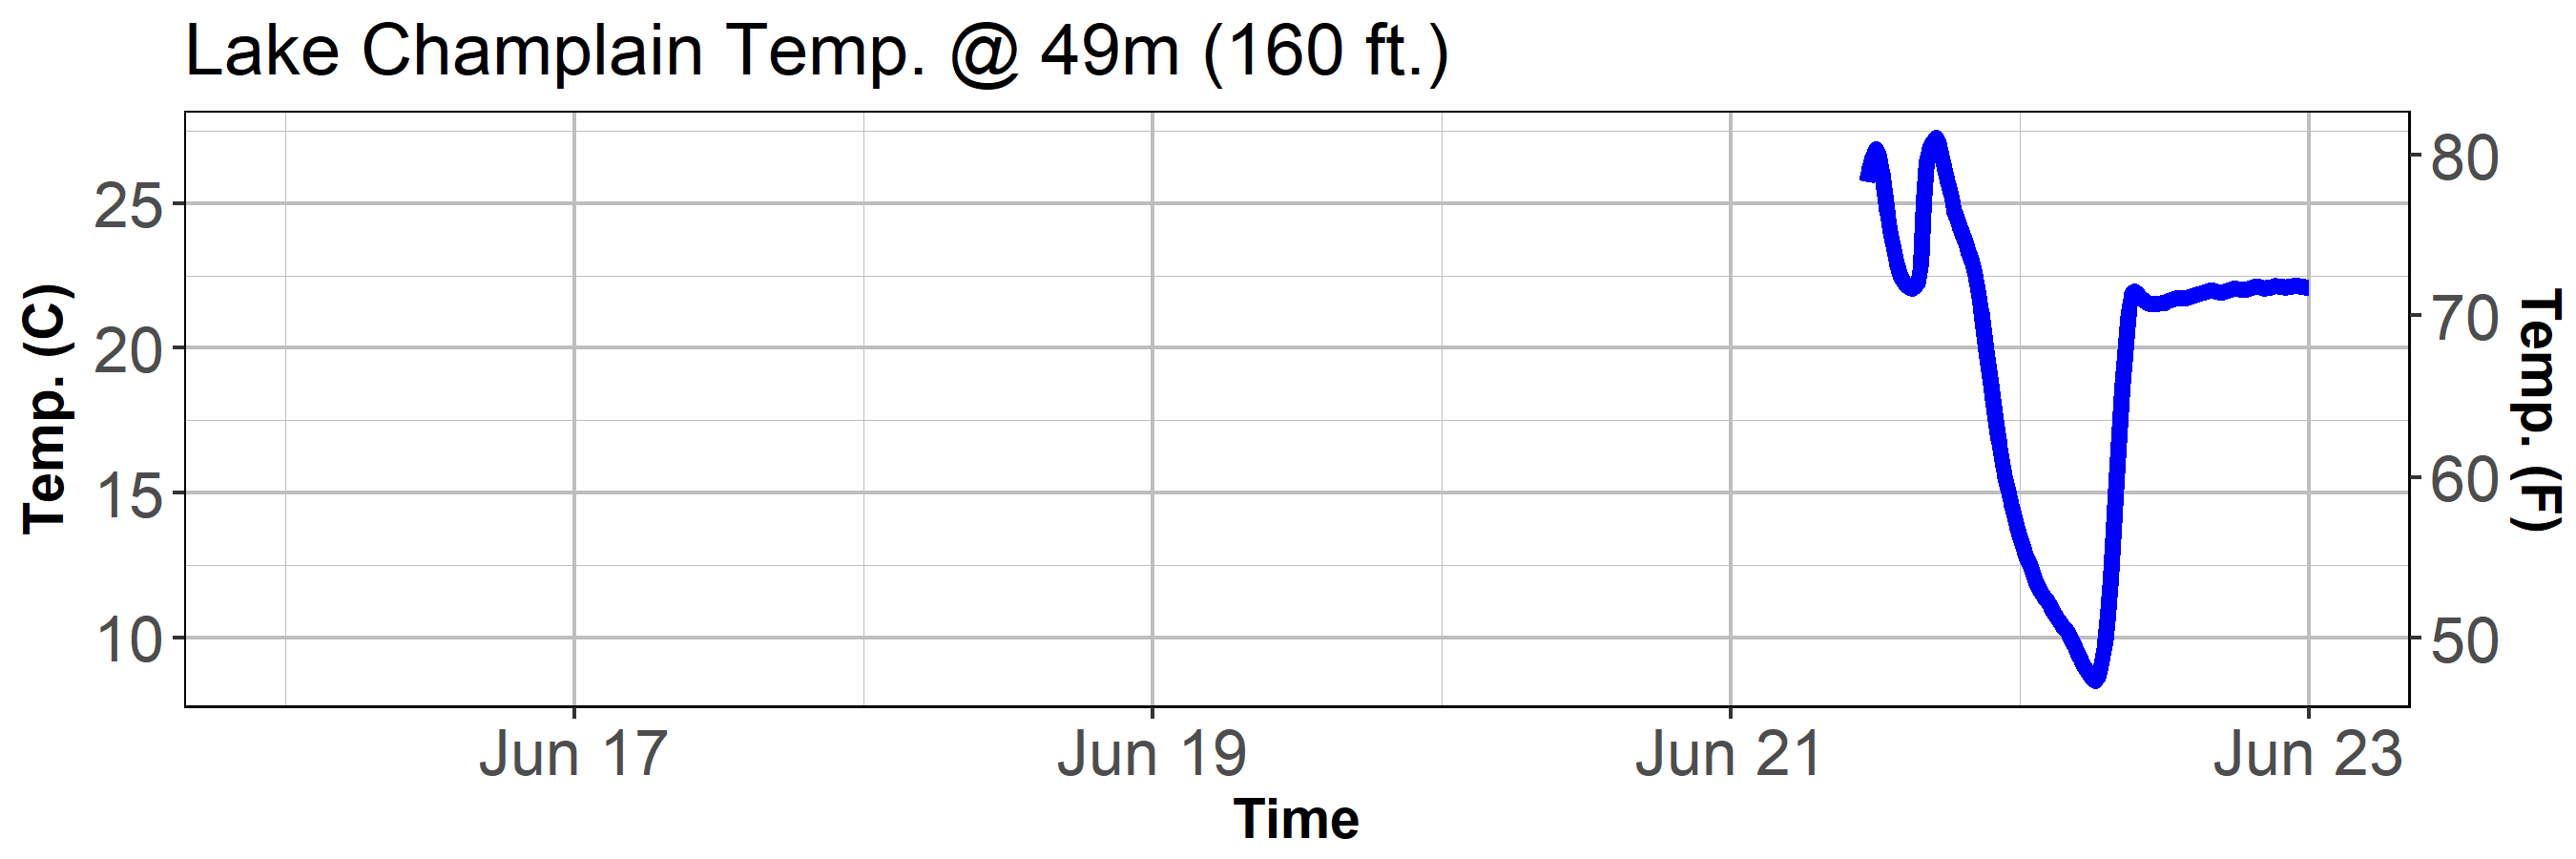 Lake Champlain Temp. @ 49m (160 ft.)
Temp. (C)
25
20
15
10
80
70
60
50
Temp. (F)
Jun 17
Jun 19
Jun 21
Jun 23
Time